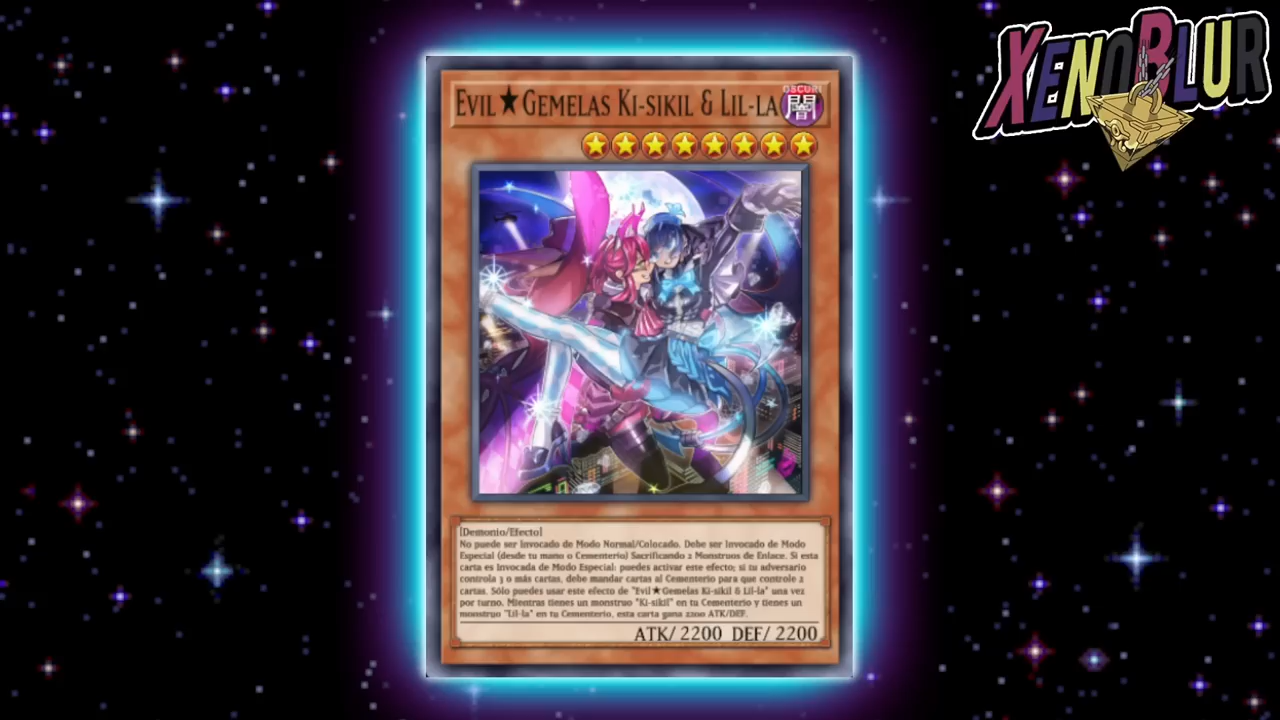 XENOBLUR
EVIL★GEMELAS KI-SIKIL & LIL-LA
OSCURI
闇
[Demonio/Efecto]
No puede ser Invocado de Modo Normal/Colocado. Debe ser Invocado de Modo
Especial (desde tu mano o Cementerio) Sacrificando 2 Monstruos de Enlace. Si esta
carta es Invocada de Modo Especial: puedes activar este efecto; si tu adversario
controla 3 o más cartas, debe mandar cartas al Cementerio para que controle 2
cartas. Sólo puedes usar este efecto de "Evil★Gemelas Ki-sikil & Lil-la" una vez
por turno. Mientras tienes un monstruo "Ki-sikil" en tu Cementerio y tienes un
monstruo "Lil-la" en tu Cementerio, esta carta gana 2200 ATK/DEF.
ATK/ 2200 DEF/ 2200